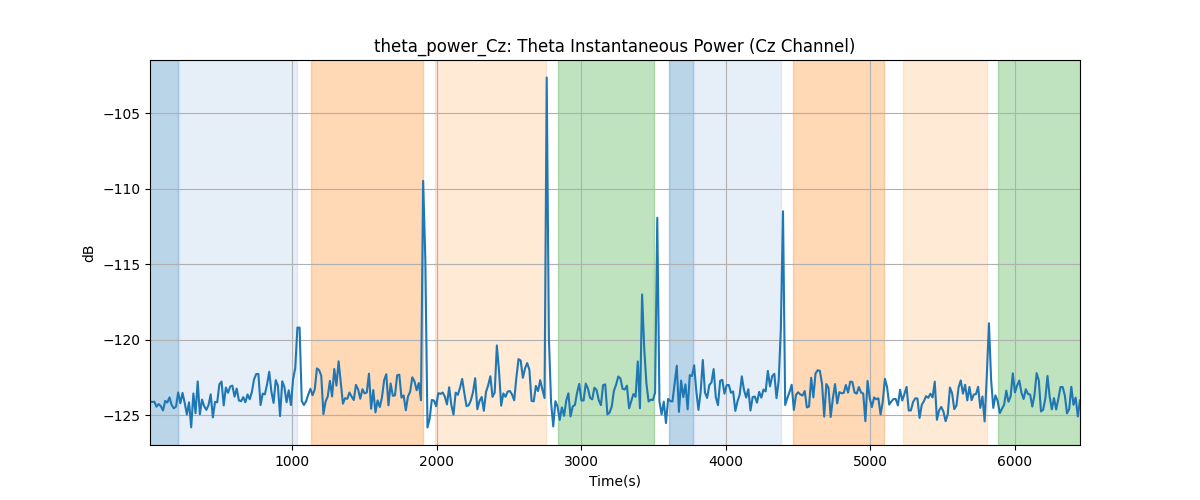 theta_power_Cz: Theta Instantaneous Power (Cz Channel)
dB
−105
−110
−115
−120
−125
1000 2000 3000 4000 5000 6000
Time(s)